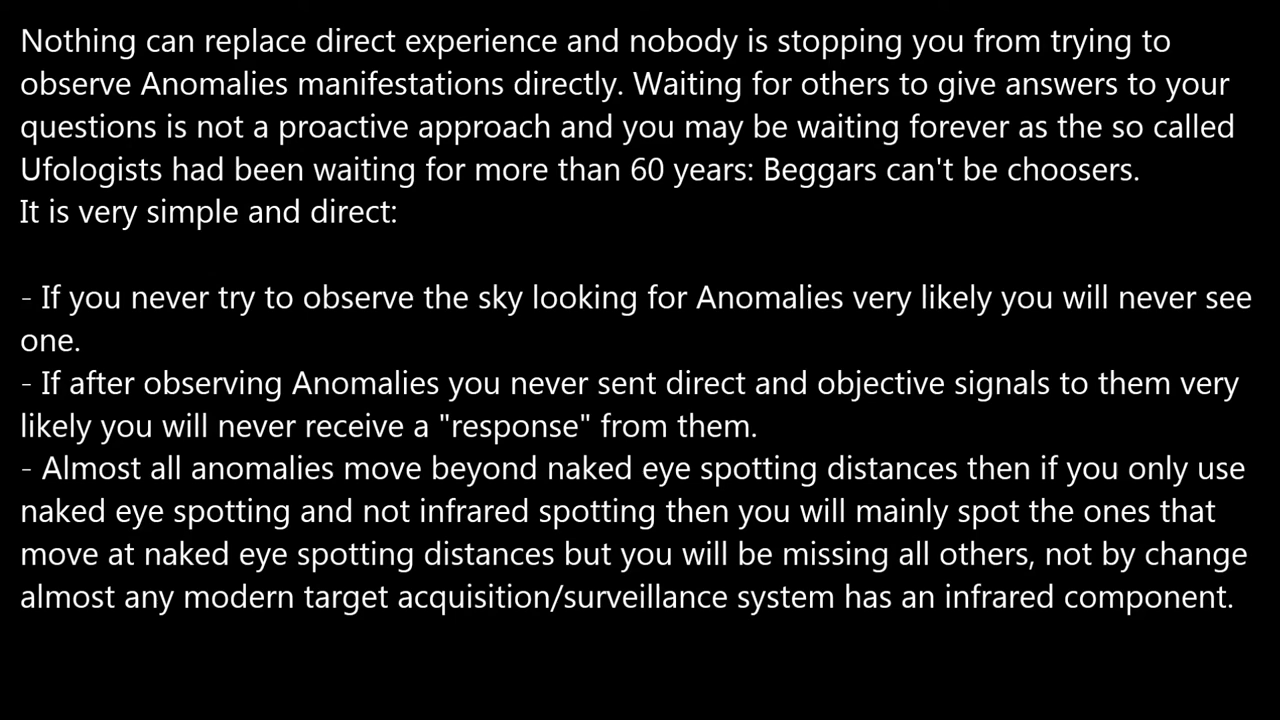 Nothing can replace direct experience and nobody is stopping you from trying to
observe Anomalies manifestations directly. Waiting for others to give answers to your
questions is not a proactive approach and you may be waiting forever as the so called
Ufologists had been waiting for more than 60 years: Beggars can't be choosers.
It is very simple and direct:
- If you never try to observe the sky looking for Anomalies very likely you will never see
one.
- If after observing Anomalies you never sent direct and objective signals to them very
likely you will never receive a "response" from them.
- Almost all anomalies move beyond naked eye spotting distances then if you only use
naked eye spotting and not infrared spotting then you will mainly spot the ones that
move at naked eye spotting distances but you will be missing all others, not by change
almost any modern target acquisition/surveillance system has an infrared component.